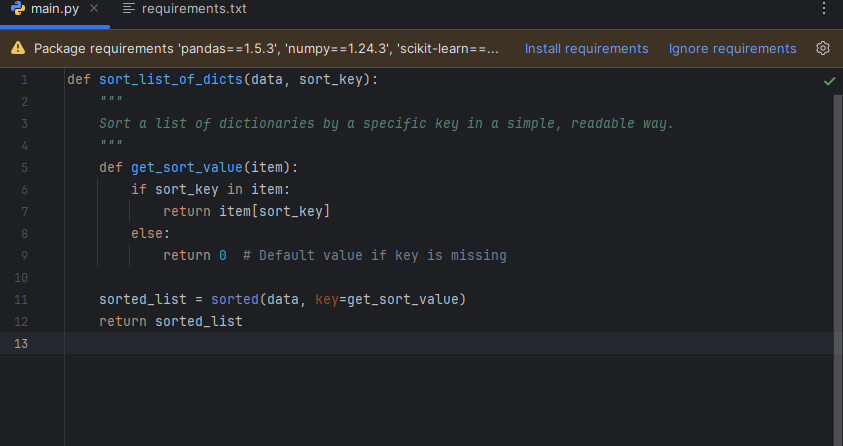 main.py requirements.txt
Package requirements 'pandas==1.5.3', 'numpy==1.24.3', 'scikit-learn==... Install requirements Ignore requirements
1 def sort_list_of_dicts(data, sort_key):
2     """
3     Sort a list of dictionaries by a specific key in a simple, readable way.
4     """
5     def get_sort_value(item):
6         if sort_key in item:
7             return item[sort_key]
8         else:
9             return 0  # Default value if key is missing
10
11     sorted_list = sorted(data, key=get_sort_value)
12     return sorted_list
13